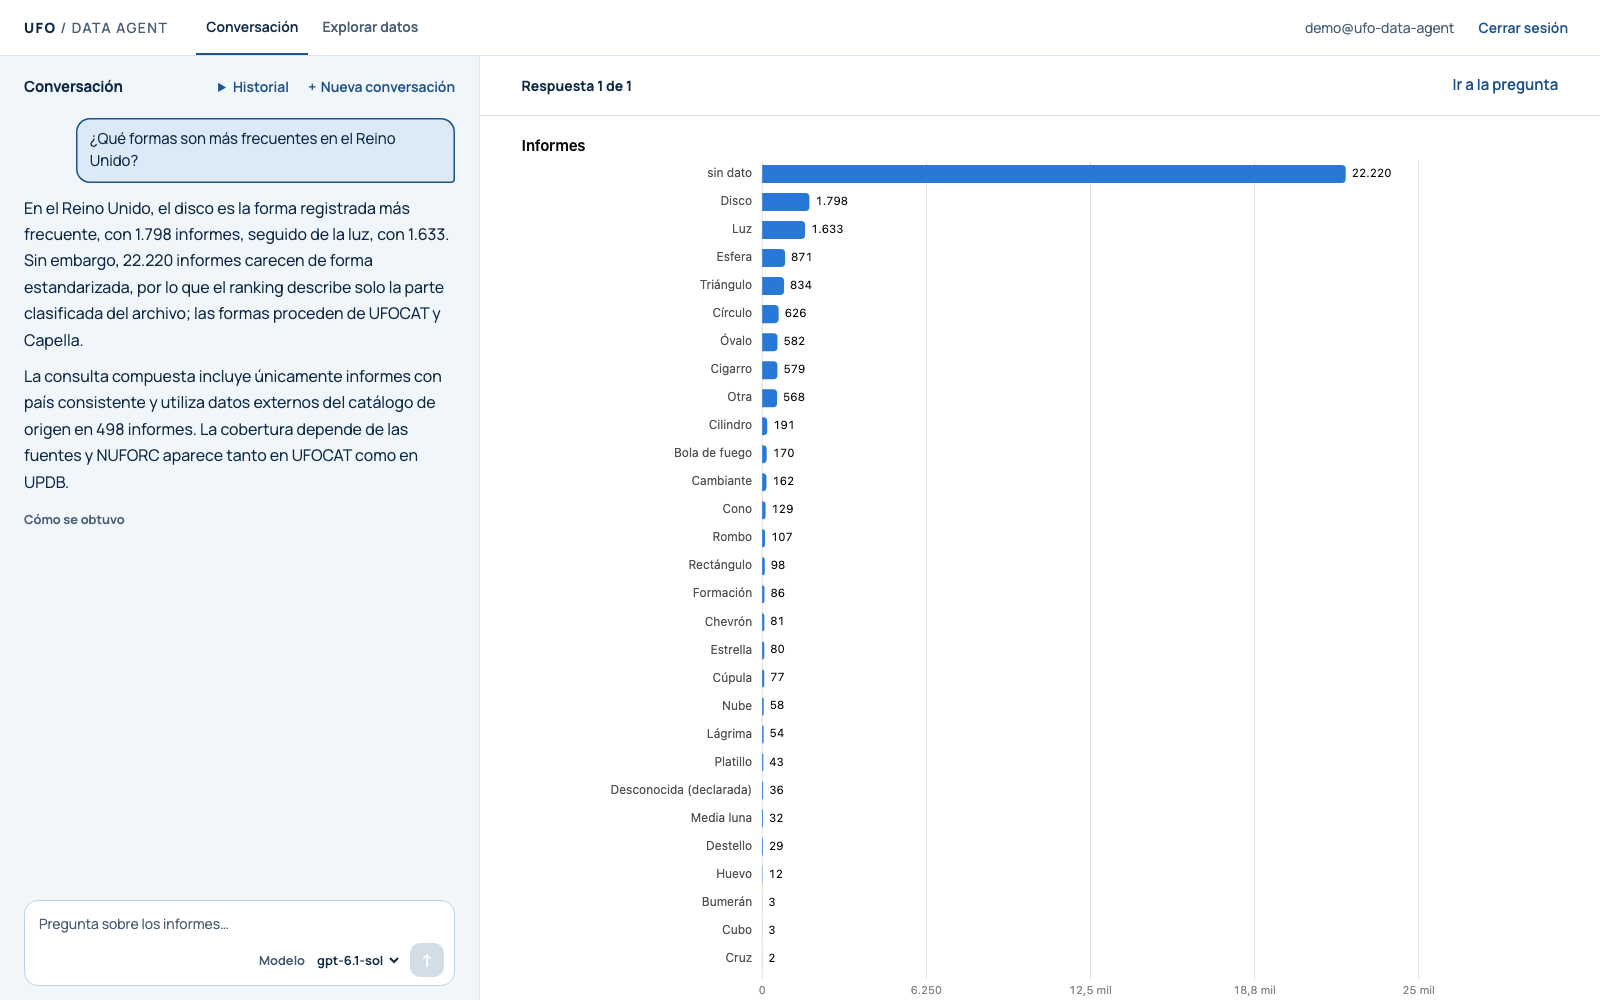 UFO / DATA AGENT
Conversación
Explorar datos
demo@ufo-data-agent
Cerrar sesión
Conversación
▶ Historial
+ Nueva conversación
¿Qué formas son más frecuentes en el Reino
Unido?
En el Reino Unido, el disco es la forma registrada más
frecuente, con 1.798 informes, seguido de la luz, con 1.633.
Sin embargo, 22.220 informes carecen de forma
estandarizada, por lo que el ranking describe solo la parte
clasificada del archivo; las formas proceden de UFOCAT y
Capella.
La consulta compuesta incluye únicamente informes con
país consistente y utiliza datos externos del catálogo de
origen en 498 informes. La cobertura depende de las
fuentes y NUFORC aparece tanto en UFOCAT como en
UPDB.
Cómo se obtuvo
Pregunta sobre los informes…
Modelo gpt-6.1-sol
Respuesta 1 de 1
Ir a la pregunta
Informes
sin dato 22.220
Disco 1.798
Luz 1.633
Esfera 871
Triángulo 834
Círculo 626
Óvalo 582
Cigarro 579
Otra 568
Cilindro 191
Bola de fuego 170
Cambiante 162
Cono 129
Rombo 107
Rectángulo 98
Formación 86
Chevrón 81
Estrella 80
Cúpula 77
Nube 58
Lágrima 54
Platillo 43
Desconocida (declarada) 36
Media luna 32
Destello 29
Huevo 12
Bumerán 3
Cubo 3
Cruz 2
0 6.250 12,5 mil 18,8 mil 25 mil